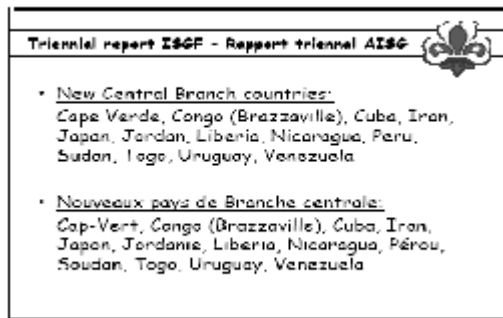 Triennial report ISGF - Rapport triennal AISG
• New Central Branch countries:
Cape Verde, Congo (Brazzaville), Cuba, Iran,
Japan, Jordan, Liberia, Nicaragua, Peru,
Sudan, Togo, Uruguay, Venezuela
• Nouveaux pays de Branche centrale:
Cap-Vert, Congo (Brazzaville), Cuba, Iran,
Japon, Jordanie, Liberia, Nicaragua, Pérou,
Soudan, Togo, Uruguay, Venezuela